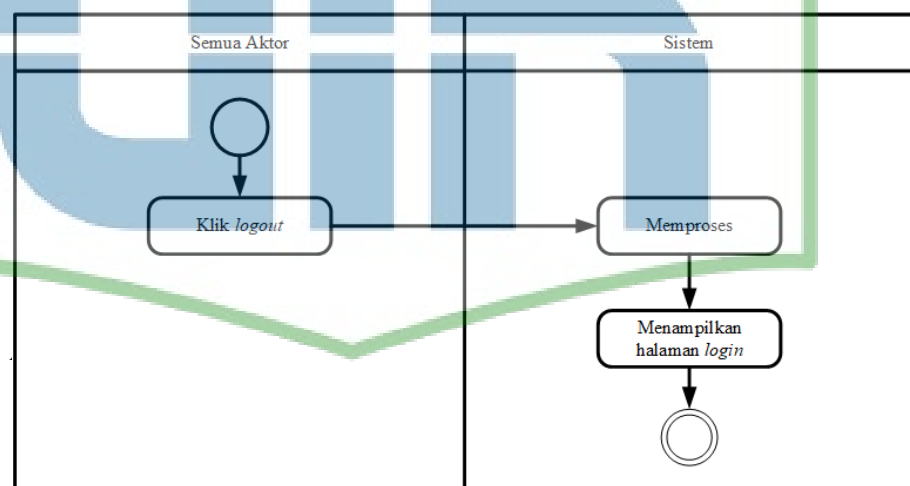 Semua Aktor
Sistem
Klik logout
Memproses
Menampilkan
halaman login